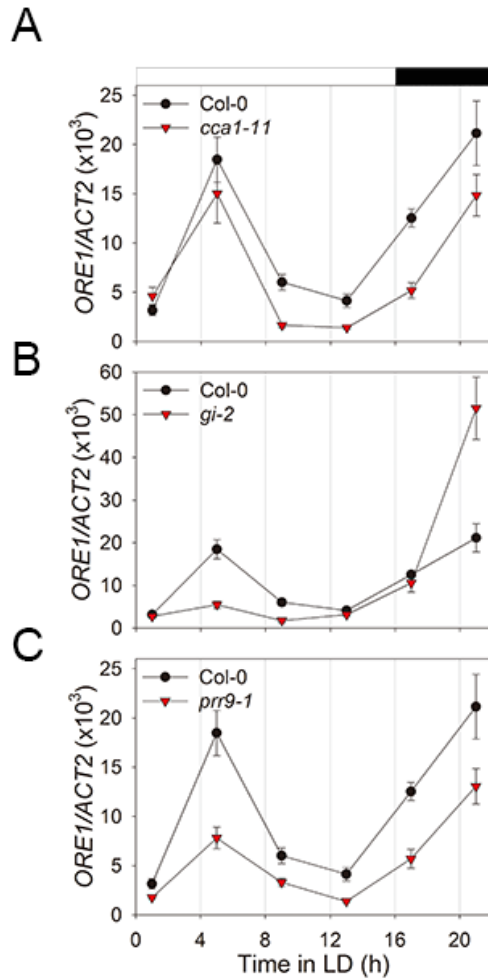 A
Col-0
cca1-11
ORE1/ACT2 (x10³)
25
20
15
10
5
0
B
Col-0
gi-2
ORE1/ACT2 (x10³)
60
50
40
30
20
10
0
C
Col-0
prr9-1
ORE1/ACT2 (x10³)
25
20
15
10
5
0
0 4 8 12 16 20
Time in LD (h)